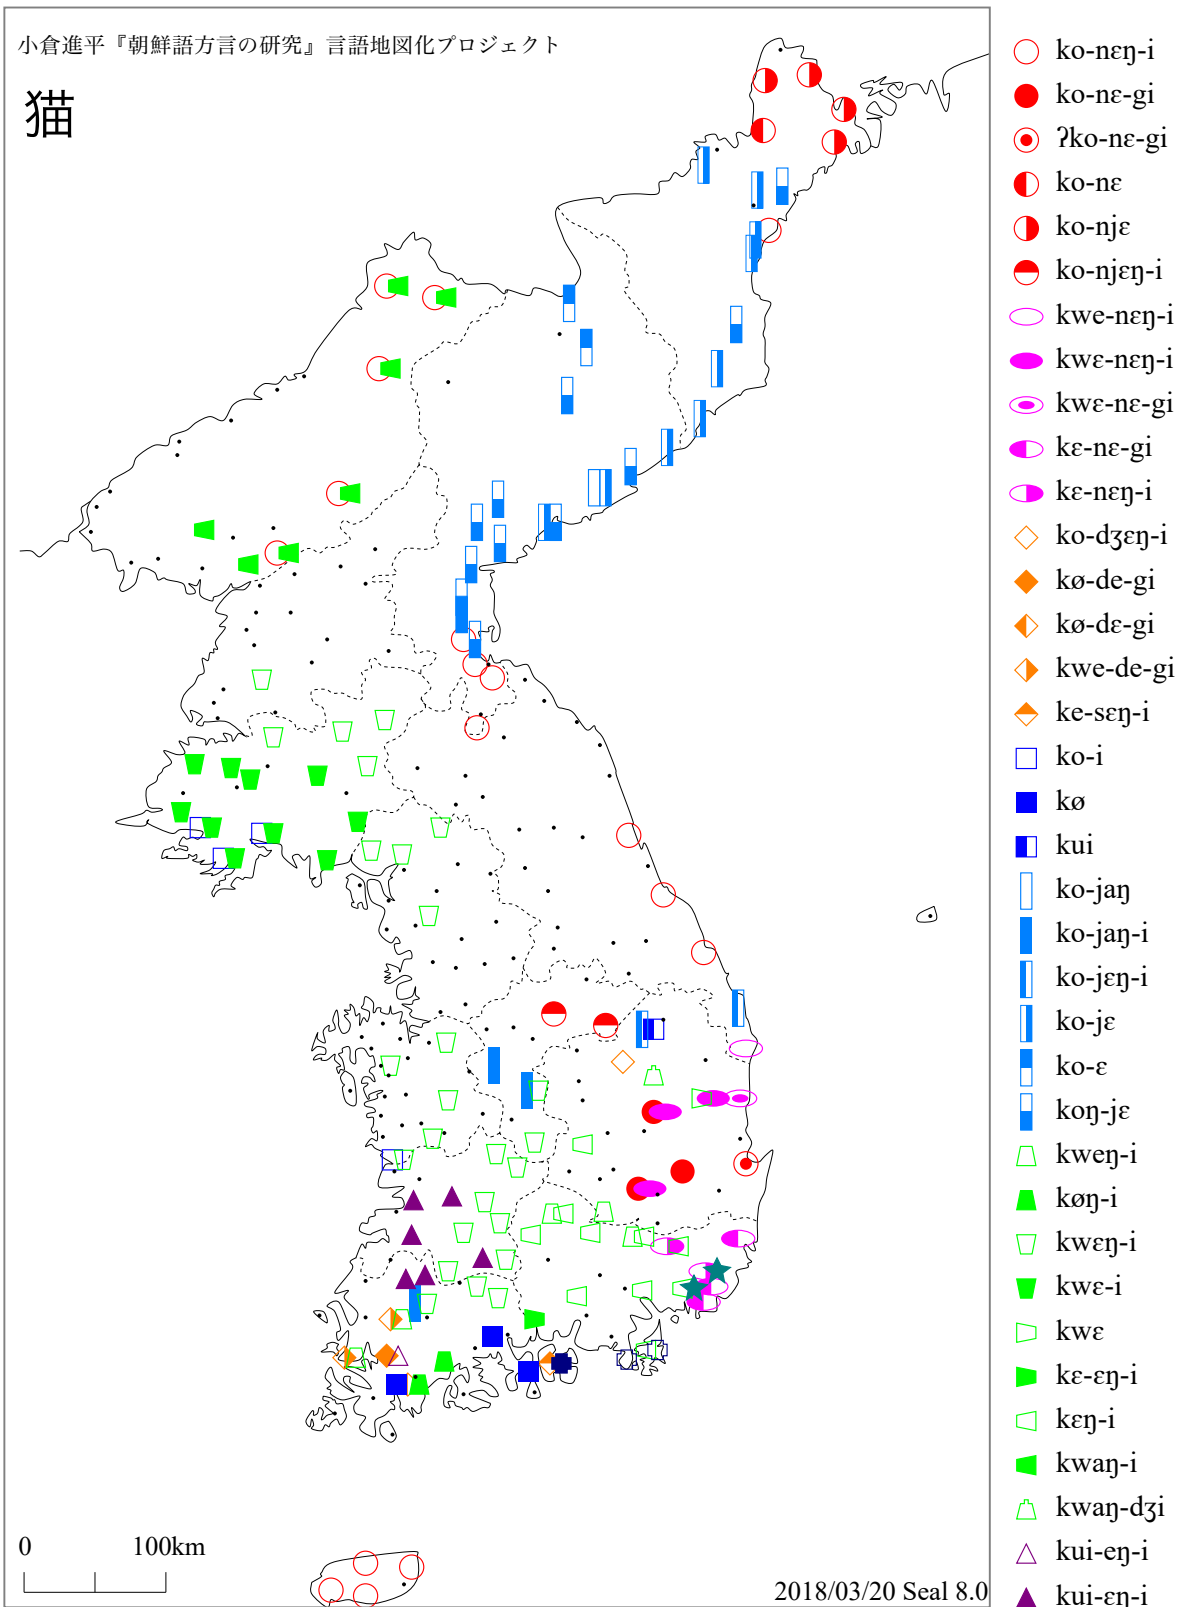 小倉進平『朝鮮語方言の研究』言語地図化プロジェクト
猫
ko-nɛŋ-i
ko-nɛ-gi
ʔko-nɛ-gi
ko-nɛ
ko-njɛ
ko-njɛŋ-i
kwe-nɛŋ-i
kwɛ-nɛŋ-i
kwɛ-nɛ-gi
kɛ-nɛ-gi
kɛ-nɛŋ-i
ko-dʒɛŋ-i
kø-de-gi
kø-dɛ-gi
kwe-de-gi
ke-sɛŋ-i
ko-i
kø
kui
ko-jaŋ
ko-jaŋ-i
ko-jɛŋ-i
ko-jɛ
ko-ɛ
koŋ-jɛ
kweŋ-i
køŋ-i
kwɛŋ-i
kwɛ-i
kwɛ
kɛ-ɛŋ-i
kɛŋ-i
kwaŋ-i
kwaŋ-dʒi
kui-eŋ-i
kui-ɛŋ-i
0 100km
2018/03/20 Seal 8.0